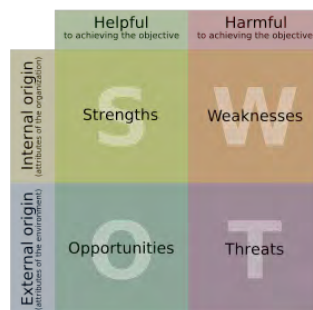 Helpful
to achieving the objective
Harmful
to achieving the objective
Internal origin
(attributes of the organization)
S
Strengths
W
Weaknesses
External origin
(attributes of the environment)
O
Opportunities
T
Threats